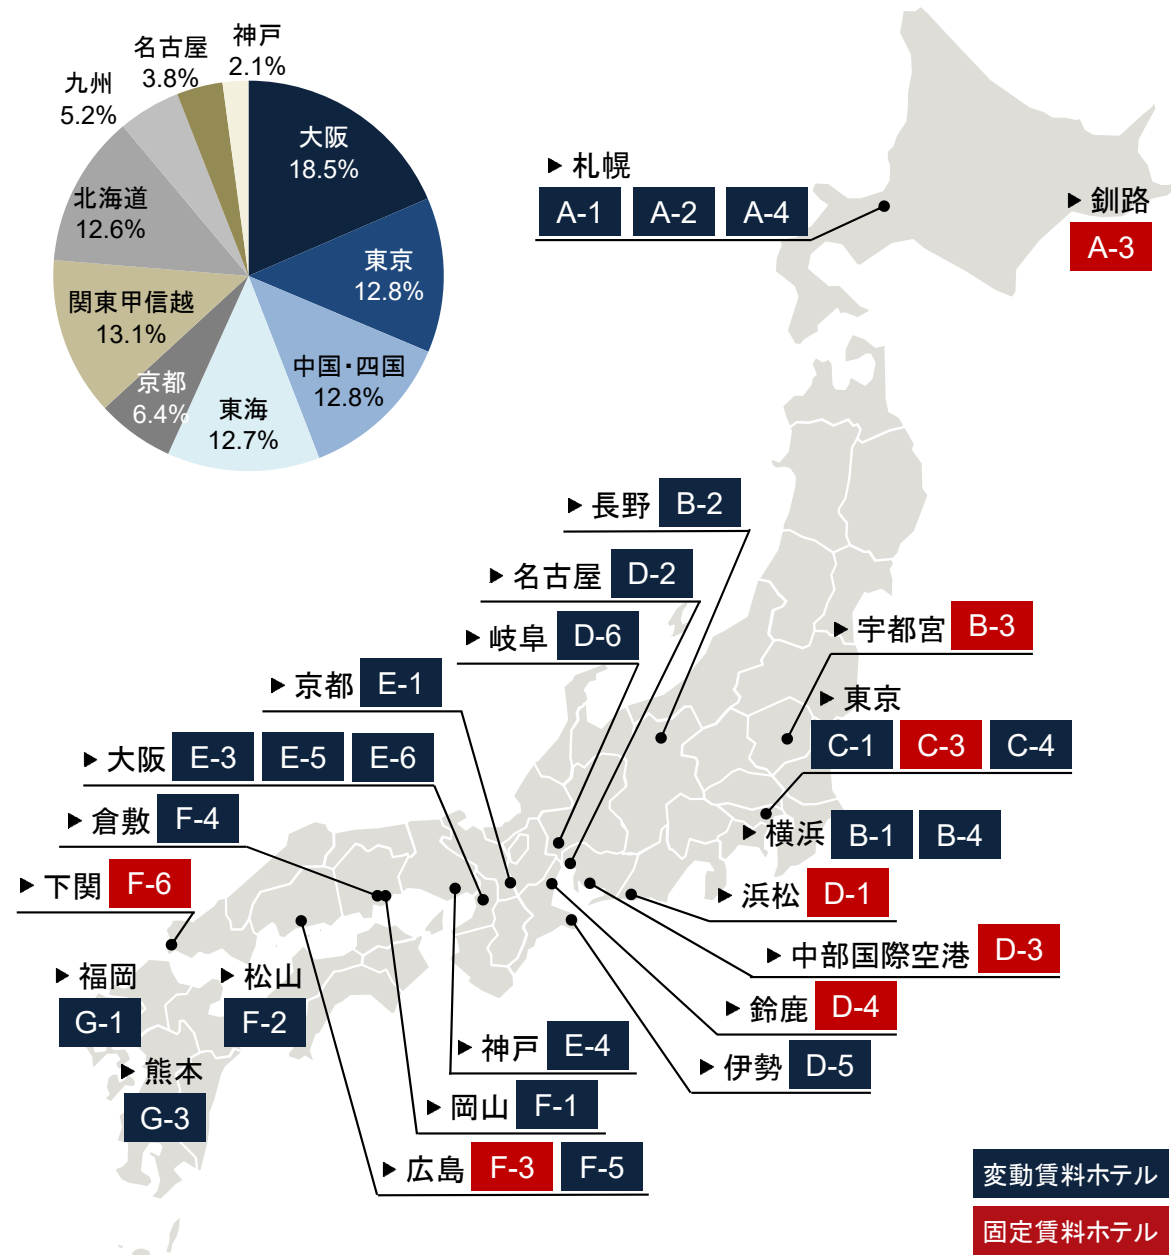 神戸
2.1%
名古屋
3.8%
九州
5.2%
大阪
18.5%
北海道
12.6%
東京
12.8%
関東甲信越
13.1%
中国・四国
12.8%
京都
6.4%
東海
12.7%
▶ 札幌
A-1 A-2 A-4
▶ 釧路
A-3
▶ 長野 B-2
▶ 名古屋 D-2
▶ 岐阜 D-6
▶ 宇都宮 B-3
▶ 京都 E-1
▶ 東京
C-1 C-3 C-4
▶ 大阪 E-3 E-5 E-6
▶ 倉敷 F-4
▶ 横浜 B-1 B-4
▶ 下関 F-6
▶ 浜松 D-1
▶ 中部国際空港 D-3
▶ 福岡
G-1
▶ 松山
F-2
▶ 鈴鹿 D-4
▶ 神戸 E-4
▶ 伊勢 D-5
▶ 熊本
G-3
▶ 岡山 F-1
▶ 広島 F-3 F-5
変動賃料ホテル
固定賃料ホテル